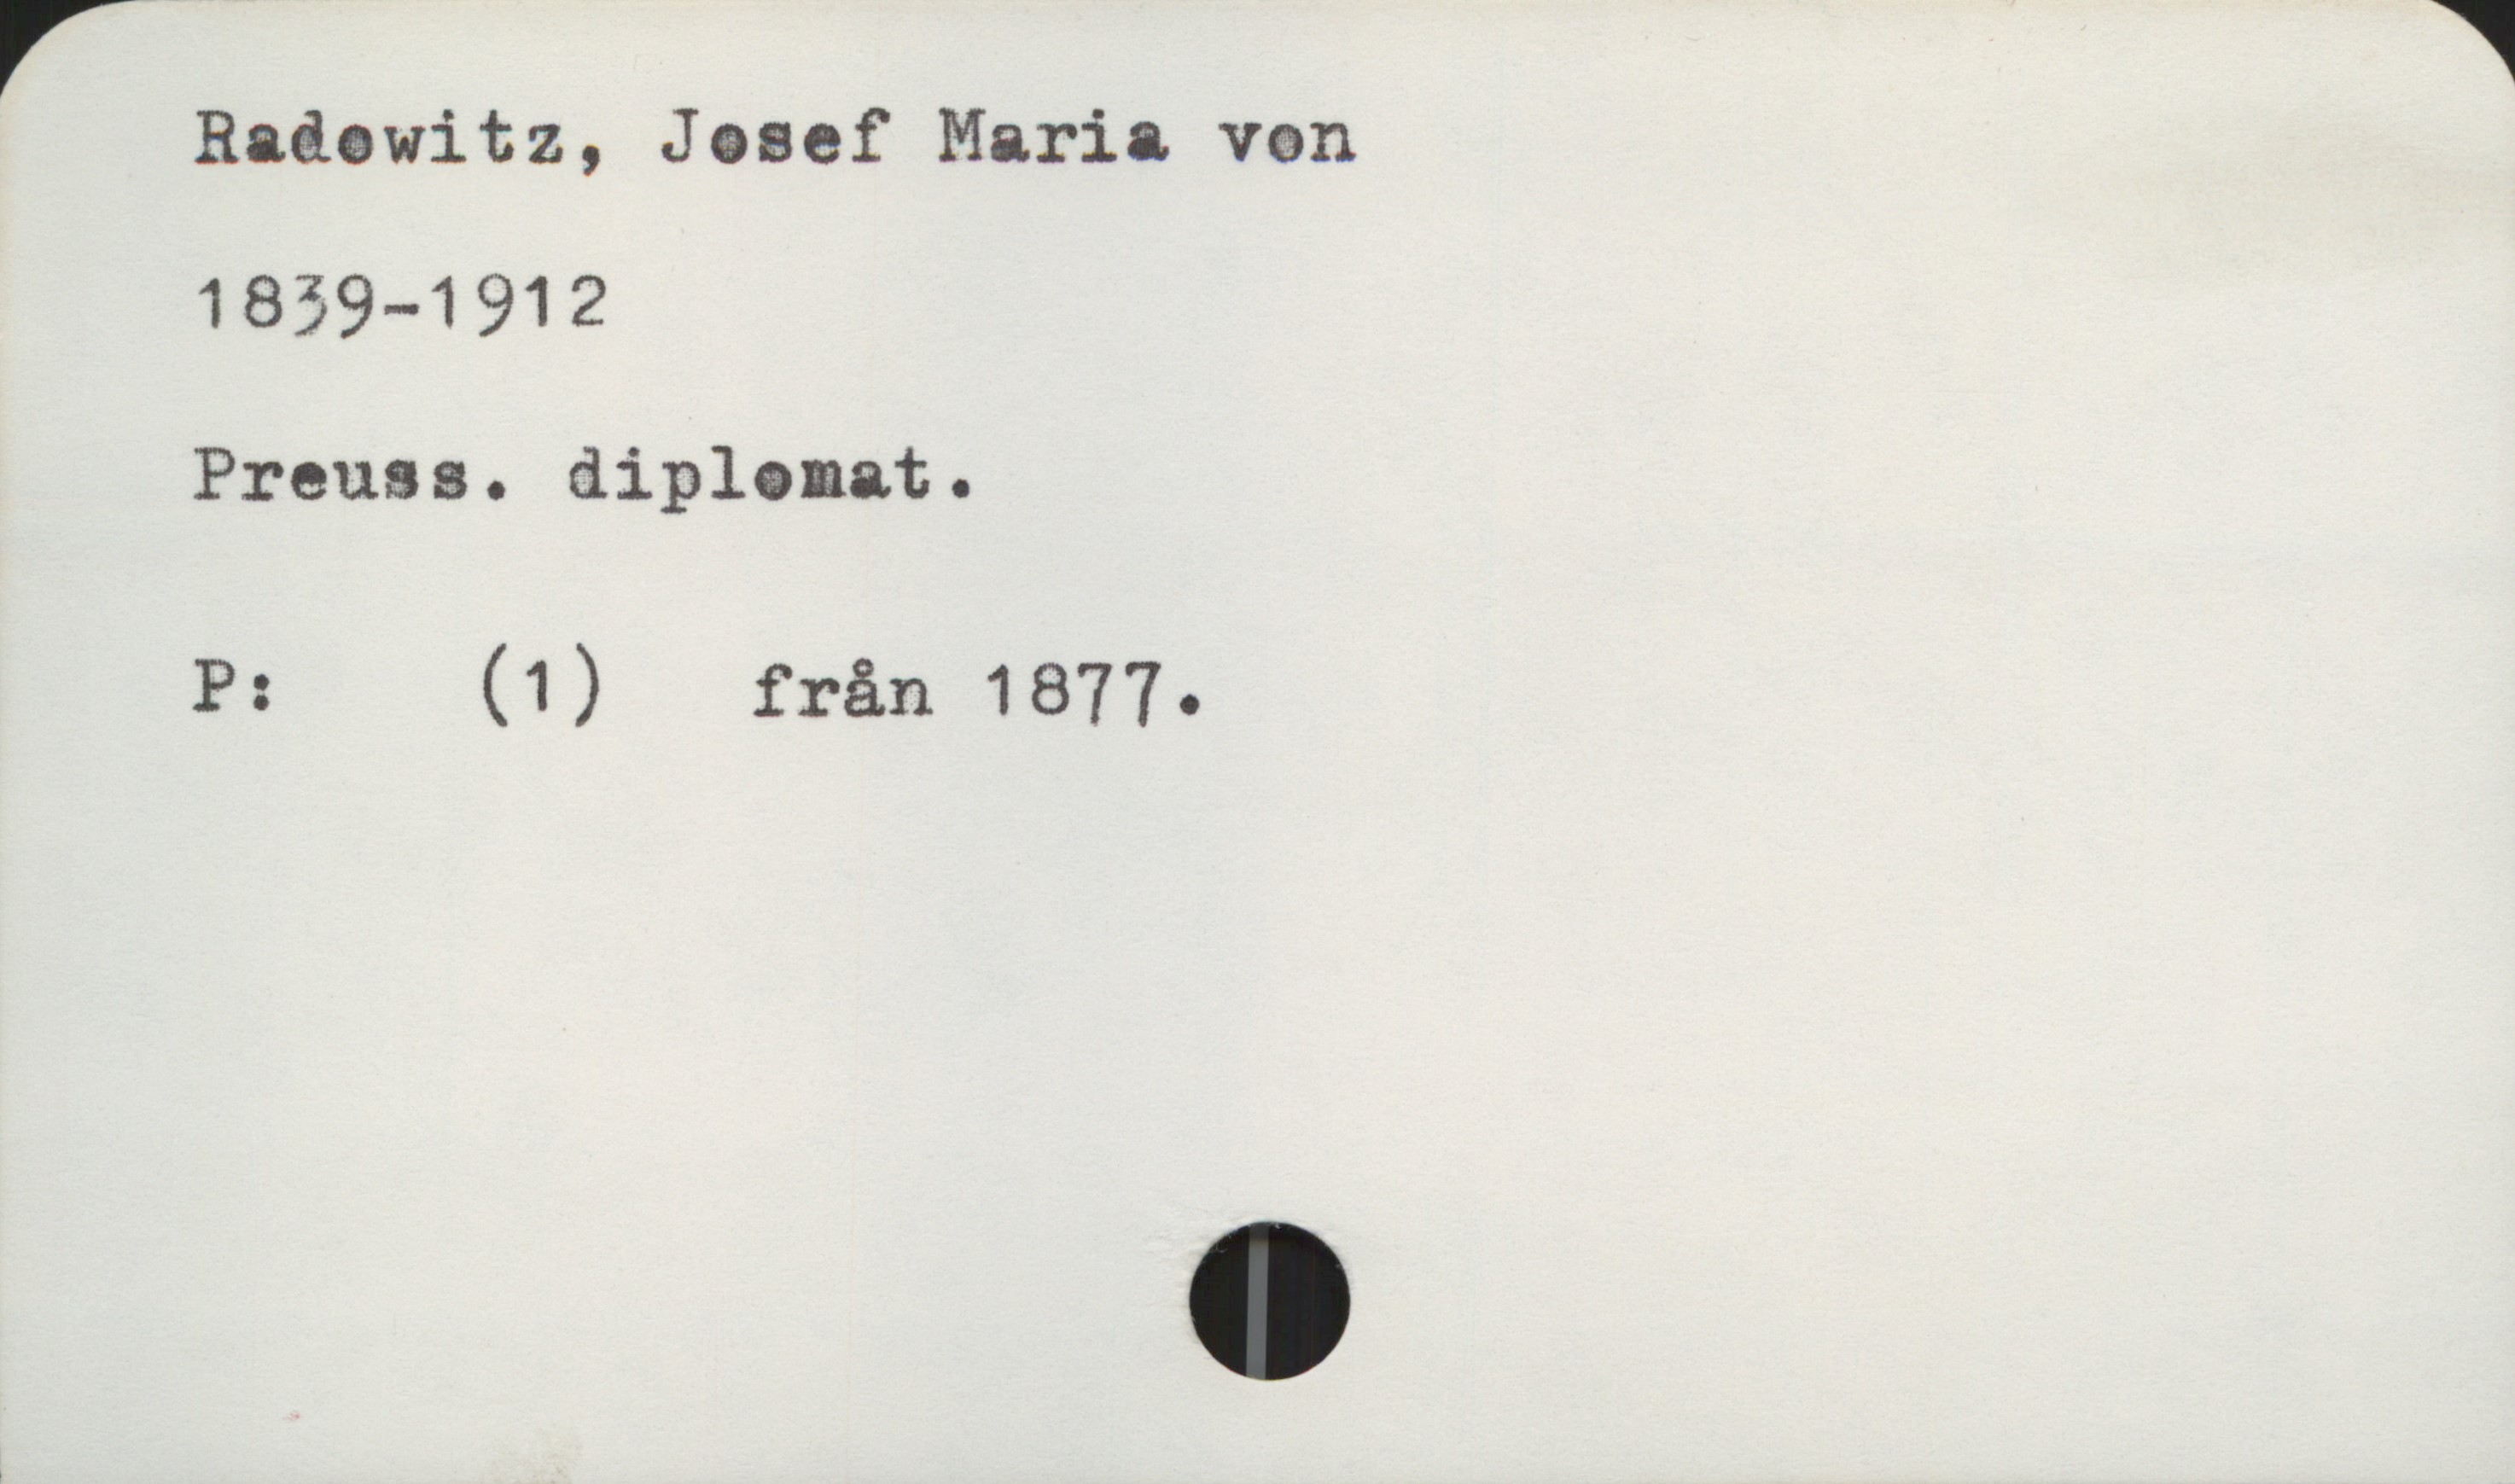 Radowitz, Josef Maria von
1839-1912
Preuss. diplomat.
P: (1) från 1877.